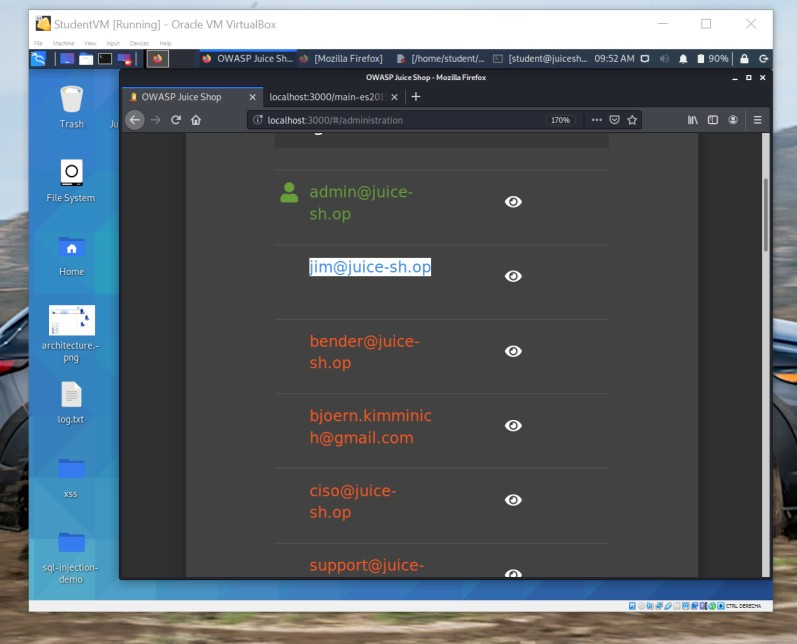 StudentVM [Running] - Oracle VM VirtualBox
File Machine View Input Devices Help
OWASP Juice Sh... [Mozilla Firefox] [/home/student/... [student@juicesh... 09:52 AM 90%
OWASP Juice Shop - Mozilla Firefox
OWASP Juice Shop localhost:3000/main-es201
localhost:3000/#/administration 170%
Trash
Ju
File System
Home
architecture.-
png
log.txt
xss
sql-injection-
demo
admin@juice-
sh.op
jim@juice-sh.op
bender@juice-
sh.op
bjoern.kimminic
h@gmail.com
ciso@juice-
sh.op
support@juice-
CTRL DERECHA